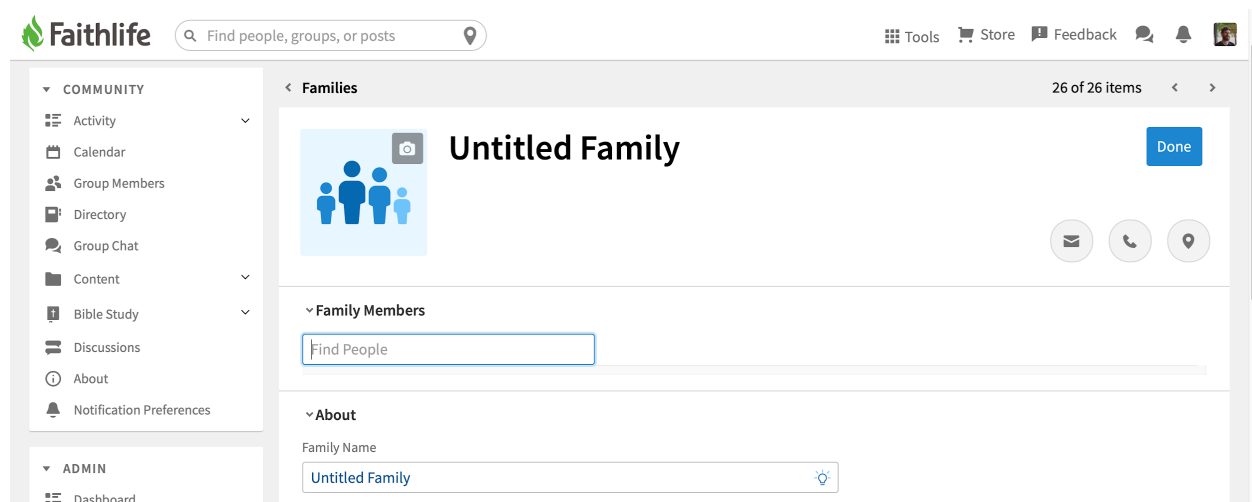 Faithlife
Find people, groups, or posts
Tools
Store
Feedback
COMMUNITY
Activity
Calendar
Group Members
Directory
Group Chat
Content
Bible Study
Discussions
About
Notification Preferences
ADMIN
Dashboard
Families
26 of 26 items
Untitled Family
Done
Family Members
Find People
About
Family Name
Untitled Family